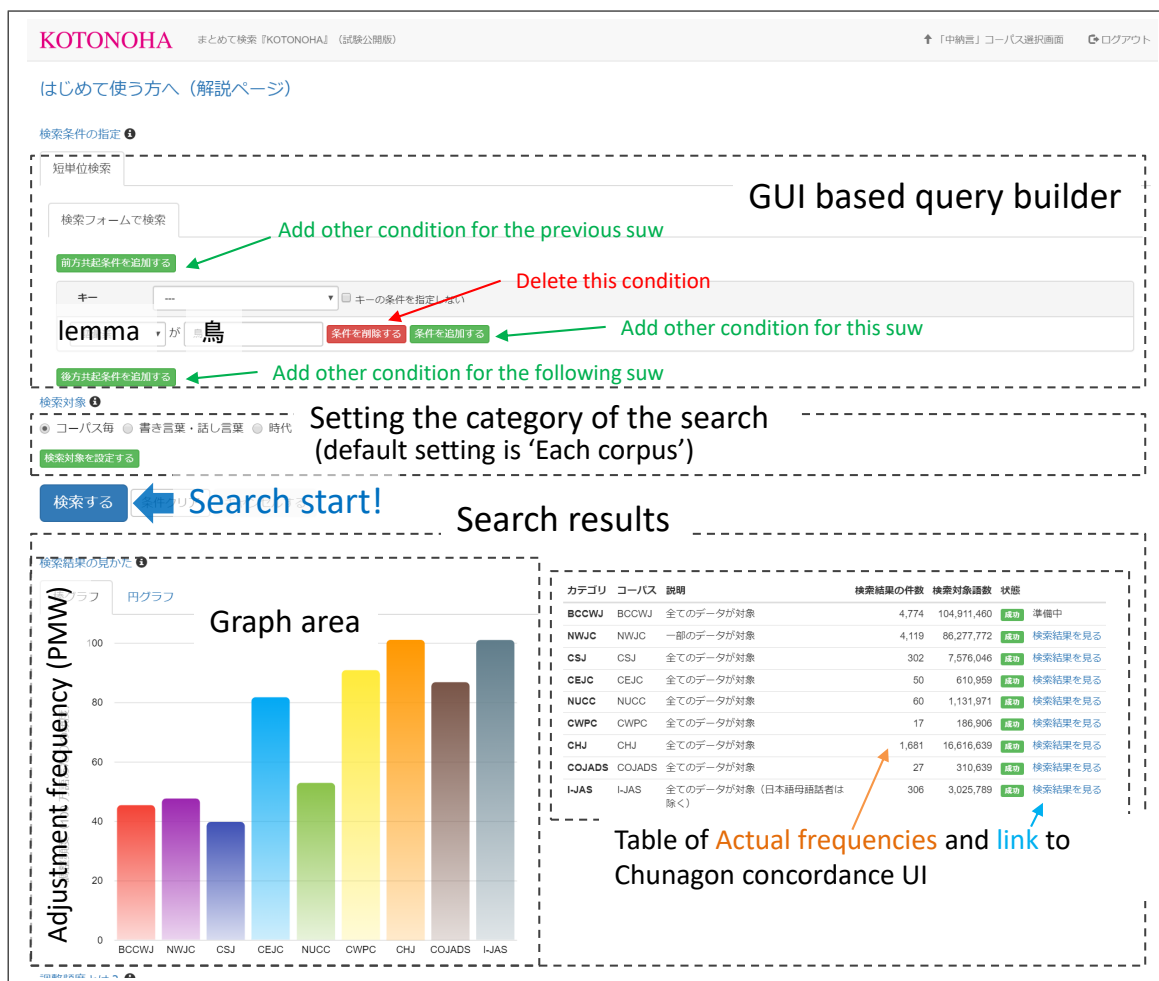 KOTONOHA まとめて検索『KOTONOHA』(試験公開版) 「中納言」コーパス選択画面 ログアウト
はじめて使う方へ(解説ページ)
検索条件の指定
短単位検索
GUI based query builder
検索フォームで検索
Add other condition for the previous suw
前方共起条件を追加する
Delete this condition
キー --- キーの条件を指定しない
lemma が 鳥 条件を削除する 条件を追加する Add other condition for this suw
後方共起条件を追加する Add other condition for the following suw
検索対象
Setting the category of the search
コーパス毎 書き言葉・話し言葉 時代
(default setting is ‘Each corpus’)
検索対象を設定する
検索する Search start!
Search results
検索結果の見かた
グラフ 円グラフ
Graph area
Adjustment frequency (PMW)
100
80
60
40
20
0
BCCWJ NWJC CSJ CEJC NUCC CWPC CHJ COJADS I-JAS
カテゴリ コーパス 説明 検索結果の件数 検索対象語数 状態
BCCWJ BCCWJ 全てのデータが対象 4,774 104,911,460 成功 準備中
NWJC NWJC 一部のデータが対象 4,119 86,277,772 成功 検索結果を見る
CSJ CSJ 全てのデータが対象 302 7,576,046 成功 検索結果を見る
CEJC CEJC 全てのデータが対象 50 610,959 成功 検索結果を見る
NUCC NUCC 全てのデータが対象 60 1,131,971 成功 検索結果を見る
CWPC CWPC 全てのデータが対象 17 186,906 成功 検索結果を見る
CHJ CHJ 全てのデータが対象 1,681 16,616,639 成功 検索結果を見る
COJADS COJADS 全てのデータが対象 27 310,639 成功 検索結果を見る
I-JAS I-JAS 全てのデータが対象(日本語母語話者は 306 3,025,789 成功 検索結果を見る
除く)
Table of Actual frequencies and link to
Chunagon concordance UI